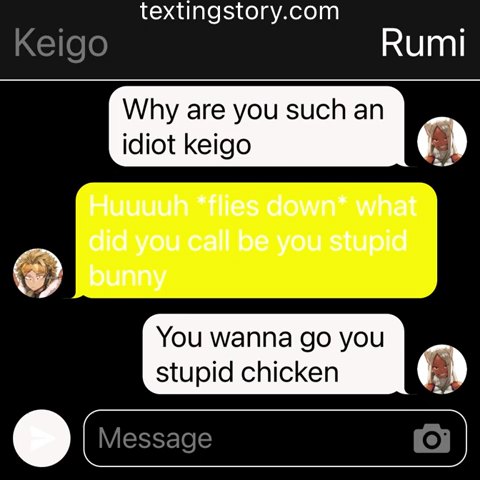 textingstory.com
Keigo
Rumi
Why are you such an
idiot keigo
Huuuuh *flies down* what
did you call be you stupid
bunny
You wanna go you
stupid chicken
Message